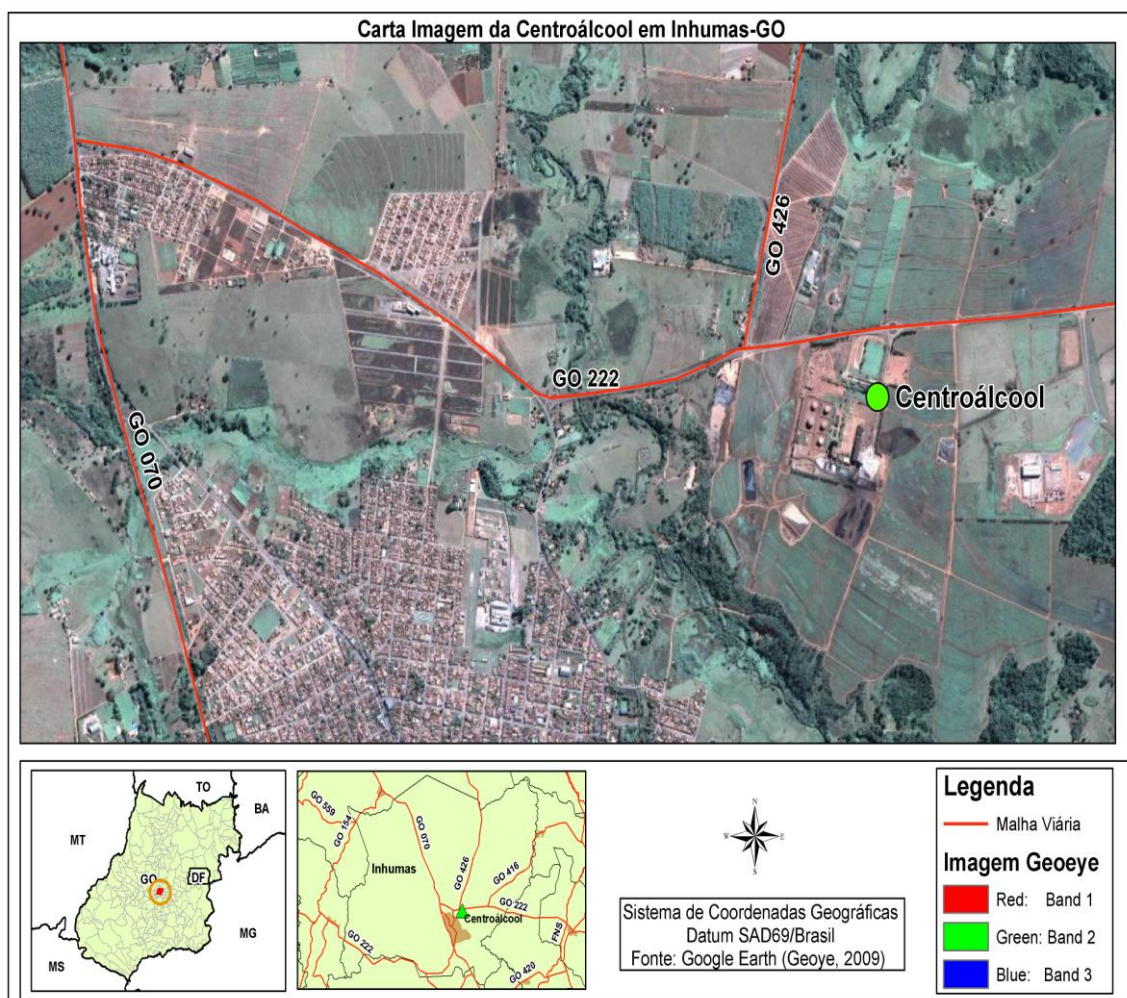 Carta Imagem da Centroálcool em Inhumas-GO
GO 426
GO 222
Centroálcool
GO 070
TO
BA
MT
GO
DF
MG
MS
GO 559
GO 154
GO 070
GO 426
GO 416
Inhumas
GO 222
Centroálcool
FNS
GO 222
GO 420
N
W
E
S
Sistema de Coordenadas Geográficas
Datum SAD69/Brasil
Fonte: Google Earth (Geoye, 2009)
Legenda
Malha Viária
Imagem Geoeye
Red: Band 1
Green: Band 2
Blue: Band 3